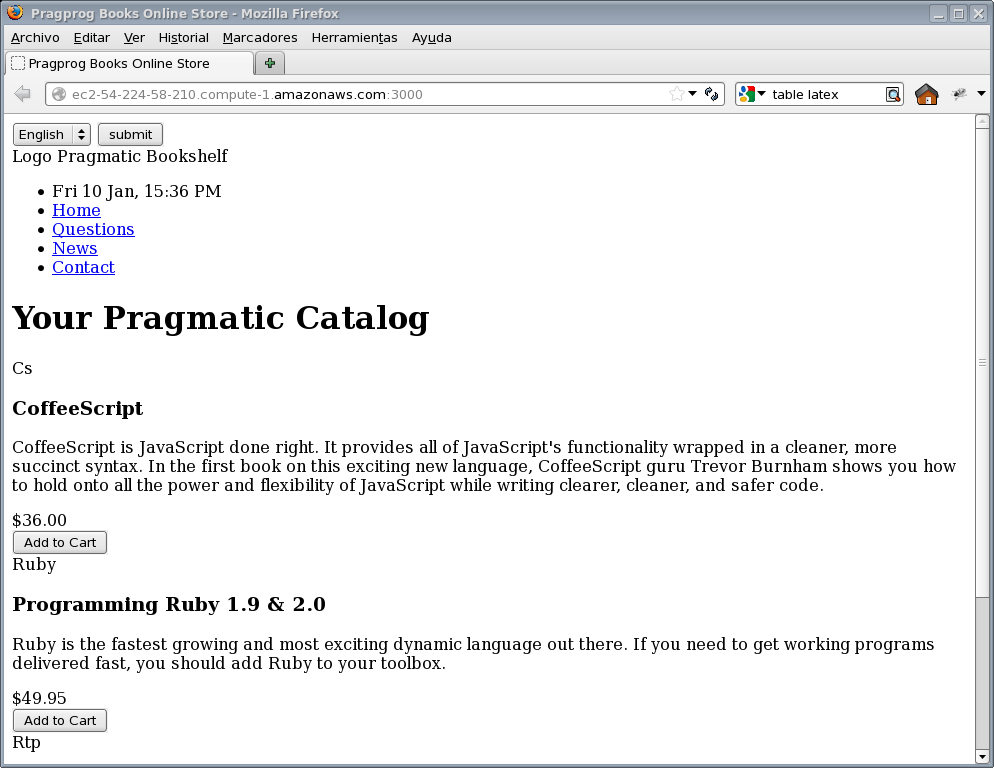 Pragprog Books Online Store - Mozilla Firefox
Archivo Editar Ver Historial Marcadores Herramientas Ayuda
Pragprog Books Online Store
ec2-54-224-58-210.compute-1.amazonaws.com:3000 table latex
English submit
Logo Pragmatic Bookshelf
Fri 10 Jan, 15:36 PM
Home
Questions
News
Contact
Your Pragmatic Catalog
Cs
CoffeeScript
CoffeeScript is JavaScript done right. It provides all of JavaScript's functionality wrapped in a cleaner, more
succinct syntax. In the first book on this exciting new language, CoffeeScript guru Trevor Burnham shows you how
to hold onto all the power and flexibility of JavaScript while writing clearer, cleaner, and safer code.
$36.00
Add to Cart
Ruby
Programming Ruby 1.9 & 2.0
Ruby is the fastest growing and most exciting dynamic language out there. If you need to get working programs
delivered fast, you should add Ruby to your toolbox.
$49.95
Add to Cart
Rtp